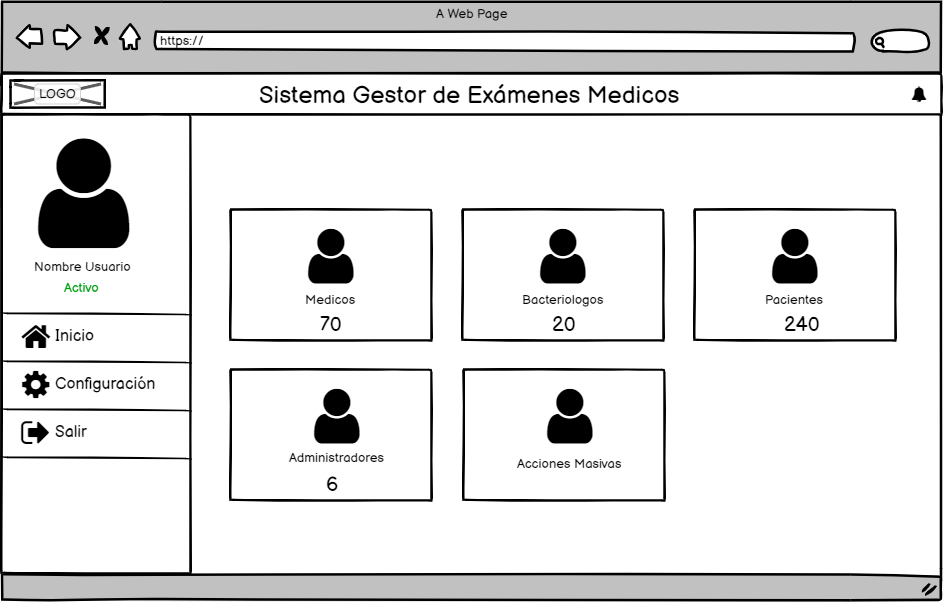 A Web Page
https://
LOGO
Sistema Gestor de Exámenes Medicos
Nombre Usuario
Activo
Inicio
Configuración
Salir
Medicos
70
Bacteriologos
20
Pacientes
240
Administradores
6
Acciones Masivas